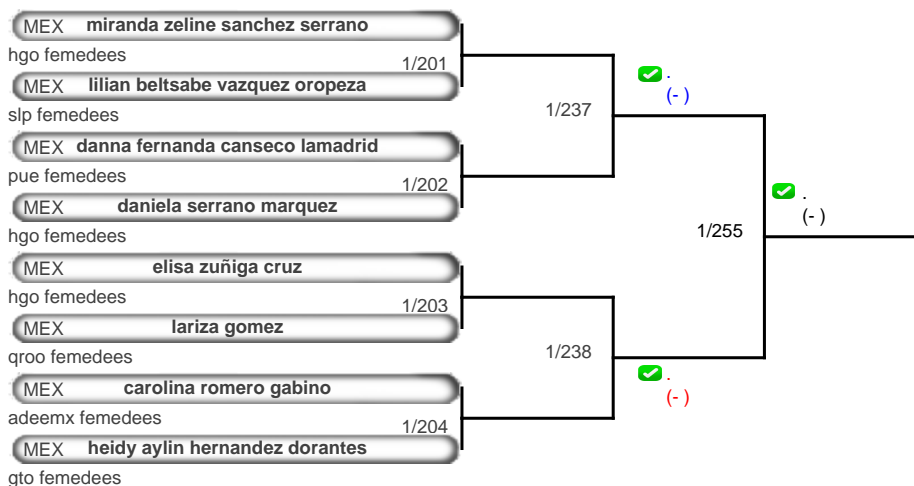 MEX miranda zeline sanchez serrano
hgo femedees
1/201
MEX lilian beltsabe vazquez oropeza
slp femedees
1/237
.
(- )
MEX danna fernanda canseco lamadrid
pue femedees
1/202
MEX daniela serrano marquez
hgo femedees
1/255
.
(- )
MEX elisa zuñiga cruz
hgo femedees
1/203
MEX lariza gomez
qroo femedees
1/238
.
(- )
MEX carolina romero gabino
adeemx femedees
1/204
MEX heidy aylin hernandez dorantes
gto femedees